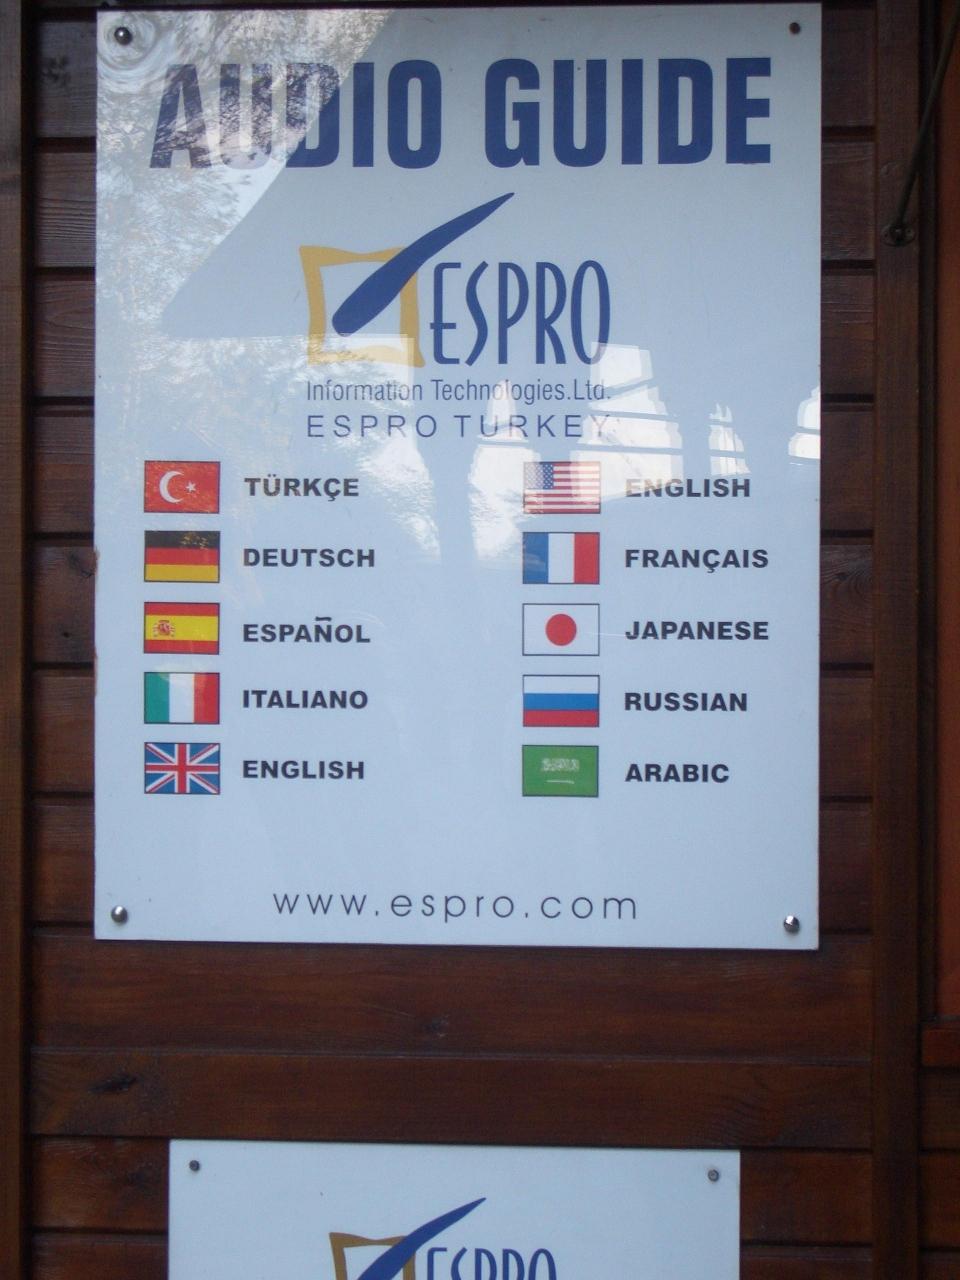 AUDIO GUIDE
ESPRO
Information Technologies.Ltd.
ESPRO TURKEY
TÜRKÇE
DEUTSCH
ESPAÑOL
ITALIANO
ENGLISH
ENGLISH
FRANÇAIS
JAPANESE
RUSSIAN
ARABIC
www.espro.com
ESPRO